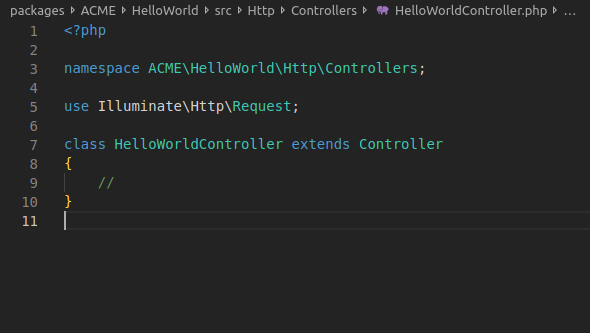 packages > ACME > HelloWorld > src > Http > Controllers > HelloWorldController.php > ...
1 <?php
2
3 namespace ACME\HelloWorld\Http\Controllers;
4
5 use Illuminate\Http\Request;
6
7 class HelloWorldController extends Controller
8 {
9     //
10 }
11